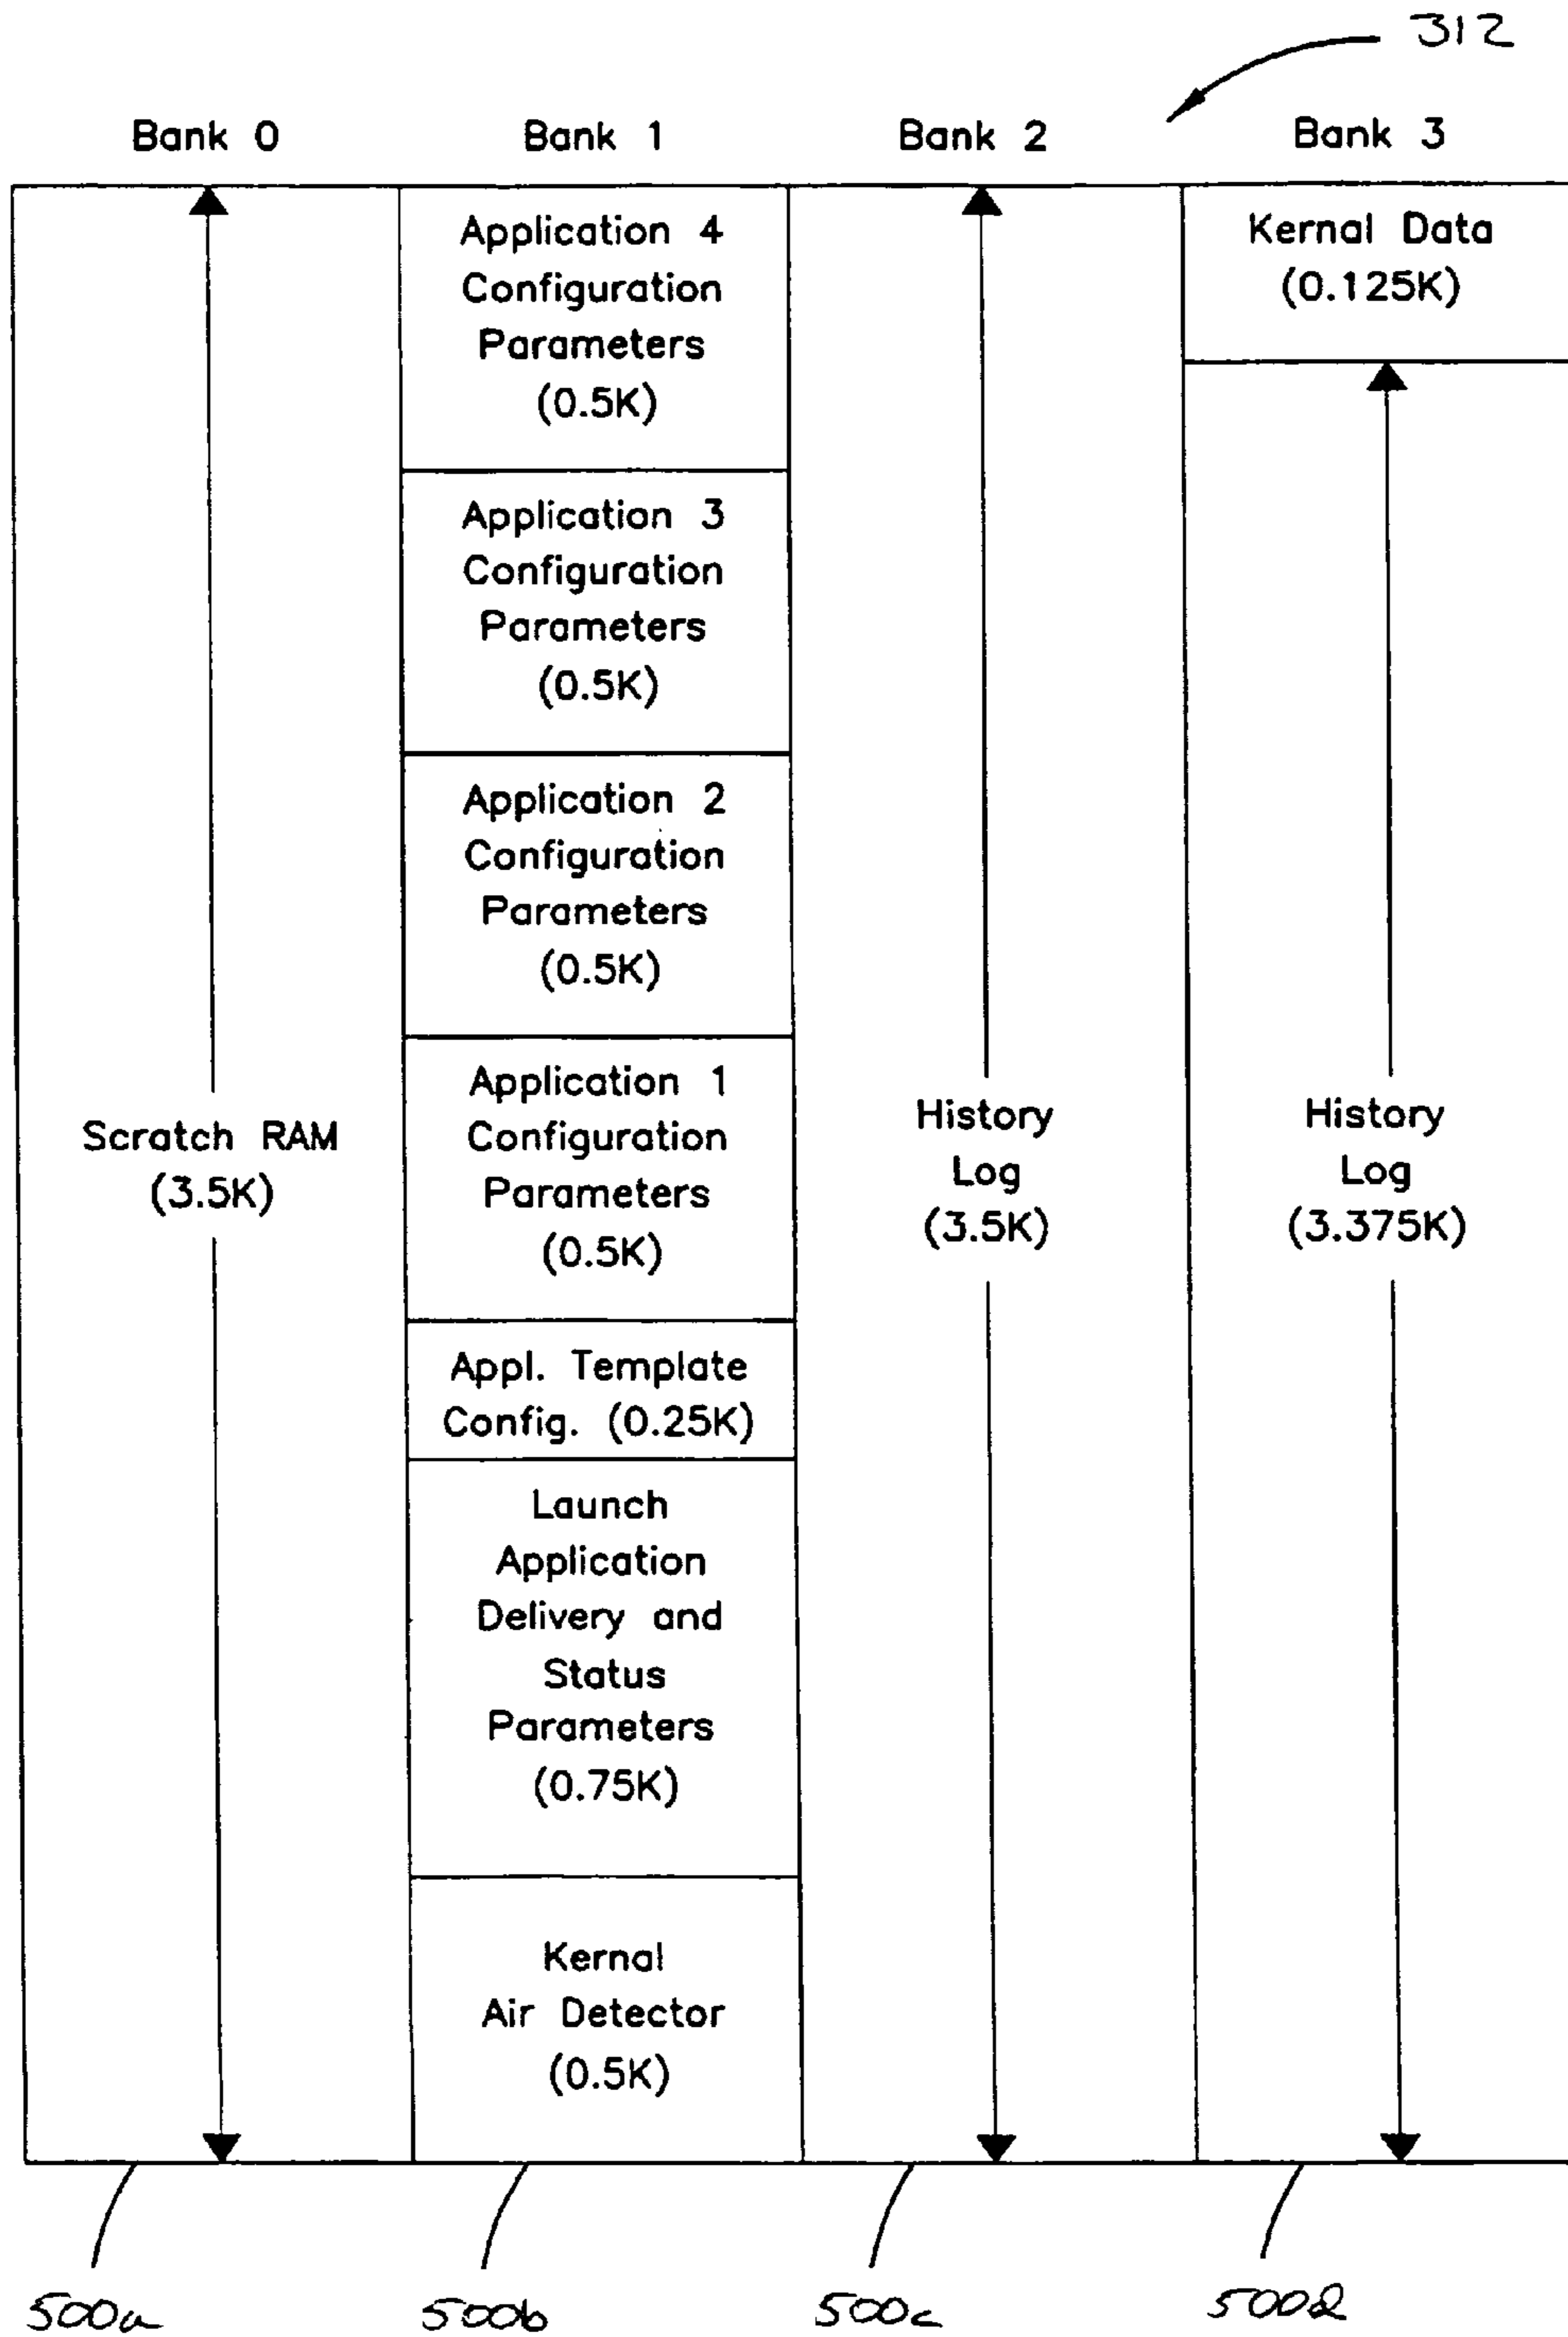 312
Bank 0
Bank 1
Bank 2
Bank 3
Scratch RAM
(3.5K)
Application 4
Configuration
Parameters
(0.5K)
Application 3
Configuration
Parameters
(0.5K)
Application 2
Configuration
Parameters
(0.5K)
Application 1
Configuration
Parameters
(0.5K)
Appl. Template
Config. (0.25K)
Launch
Application
Delivery and
Status
Parameters
(0.75K)
Kernal
Air Detector
(0.5K)
History
Log
(3.5K)
Kernal Data
(0.125K)
History
Log
(3.375K)
500a
500b
500c
500d